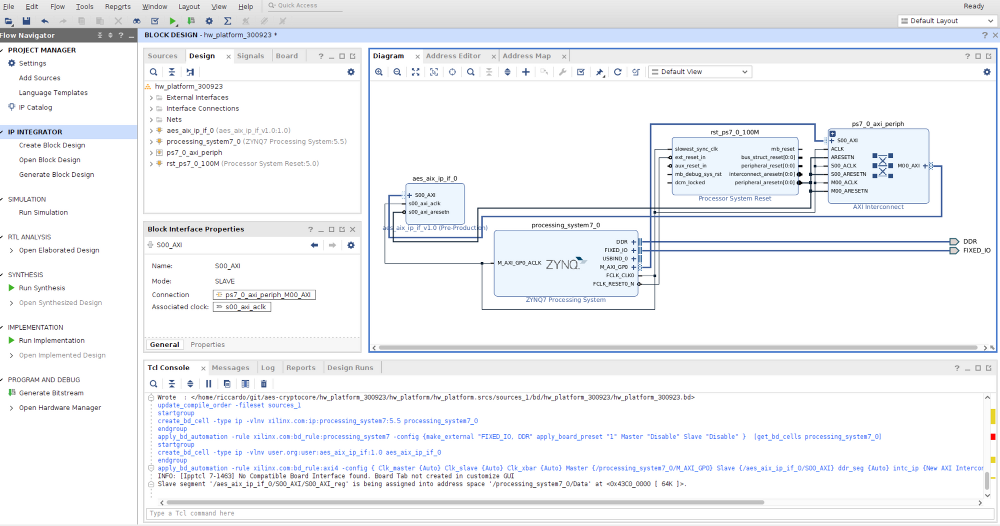 File Edit Flow Tools Reports Window Layout View Help Quick Access Ready
Default Layout
Flow Navigator
PROJECT MANAGER
Settings
Add Sources
Language Templates
IP Catalog
IP INTEGRATOR
Create Block Design
Open Block Design
Generate Block Design
SIMULATION
Run Simulation
RTL ANALYSIS
Open Elaborated Design
SYNTHESIS
Run Synthesis
Open Synthesized Design
IMPLEMENTATION
Run Implementation
Open Implemented Design
PROGRAM AND DEBUG
Generate Bitstream
Open Hardware Manager
BLOCK DESIGN - hw_platform_300923 *
Sources Design Signals Board
hw_platform_300923
External Interfaces
Interface Connections
Nets
aes_aix_ip_if_0 (aes_aix_ip_if_v1.0:1.0)
processing_system7_0 (ZYNQ7 Processing System:5.5)
ps7_0_axi_periph
rst_ps7_0_100M (Processor System Reset:5.0)
Block Interface Properties
S00_AXI
Name: S00_AXI
Mode: SLAVE
Connection ps7_0_axi_periph_M00_AXI
Associated clock: s00_axi_aclk
General Properties
Diagram Address Editor Address Map
Default View
aes_aix_ip_if_0
S00_AXI
s00_axi_aclk
s00_axi_aresetn
aes_aix_ip_if_v1.0 (Pre-Production)
rst_ps7_0_100M
slowest_sync_clk mb_reset
ext_reset_in bus_struct_reset[0:0]
aux_reset_in peripheral_reset[0:0]
mb_debug_sys_rst interconnect_aresetn[0:0]
dcm_locked peripheral_aresetn[0:0]
Processor System Reset
ps7_0_axi_periph
S00_AXI
ACLK
ARESETN
S00_ACLK M00_AXI
S00_ARESETN
M00_ACLK
M00_ARESETN
AXI Interconnect
processing_system7_0
DDR
FIXED_IO
USBIND_0
M_AXI_GP0_ACLK ZYNQ. M_AXI_GP0
FCLK_CLK0
FCLK_RESET0_N
ZYNQ7 Processing System
DDR
FIXED_IO
Tcl Console Messages Log Reports Design Runs
Wrote : </home/riccardo/git/aes-cryptocore/hw_platform_300923/hw_platform/hw_platform.srcs/sources_1/bd/hw_platform_300923/hw_platform_300923.bd>
update_compile_order -fileset sources_1
startgroup
create_bd_cell -type ip -vlnv xilinx.com:ip:processing_system7:5.5 processing_system7_0
endgroup
apply_bd_automation -rule xilinx.com:bd_rule:processing_system7 -config {make_external "FIXED_IO, DDR" apply_board_preset "1" Master "Disable" Slave "Disable" } [get_bd_cells processing_system7_0]
startgroup
create_bd_cell -type ip -vlnv user.org:user:aes_aix_ip_if:1.0 aes_aix_ip_if_0
endgroup
apply_bd_automation -rule xilinx.com:bd_rule:axi4 -config { Clk_master {Auto} Clk_slave {Auto} Clk_xbar {Auto} Master {/processing_system7_0/M_AXI_GP0} Slave {/aes_aix_ip_if_0/S00_AXI} ddr_seg {Auto} intc_ip {New AXI Intercon
INFO: [Ipptcl 7-1463] No Compatible Board Interface found. Board Tab not created in customize GUI
Slave segment '/aes_aix_ip_if_0/S00_AXI/S00_AXI_reg' is being assigned into address space '/processing_system7_0/Data' at <0x43C0_0000 [ 64K ]>.
Type a Tcl command here